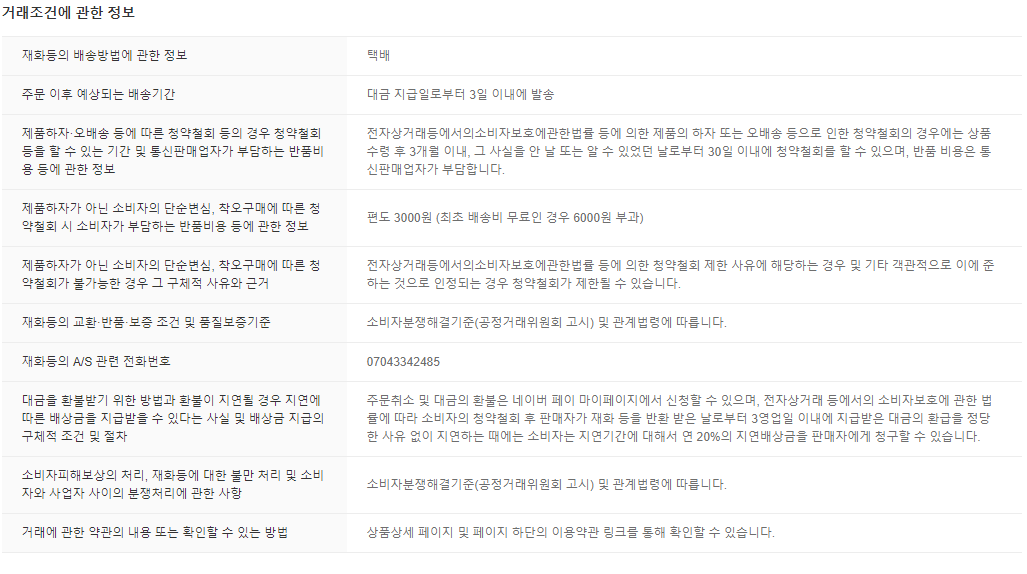 거래조건에 관한 정보
재화등의 배송방법에 관한 정보
택배
주문 이후 예상되는 배송기간
대금 지급일로부터 3일 이내에 발송
제품하자·오배송 등에 따른 청약철회 등의 경우 청약철회
등을 할 수 있는 기간 및 통신판매업자가 부담하는 반품비
용 등에 관한 정보
전자상거래등에서의소비자보호에관한법률 등에 의한 제품의 하자 또는 오배송 등으로 인한 청약철회의 경우에는 상품
수령 후 3개월 이내, 그 사실을 안 날 또는 알 수 있었던 날로부터 30일 이내에 청약철회를 할 수 있으며, 반품 비용은 통
신판매업자가 부담합니다.
제품하자가 아닌 소비자의 단순변심, 착오구매에 따른 청
약철회 시 소비자가 부담하는 반품비용 등에 관한 정보
편도 3000원 (최초 배송비 무료인 경우 6000원 부과)
제품하자가 아닌 소비자의 단순변심, 착오구매에 따른 청
약철회가 불가능한 경우 그 구체적 사유와 근거
전자상거래등에서의소비자보호에관한법률 등에 의한 청약철회 제한 사유에 해당하는 경우 및 기타 객관적으로 이에 준
하는 것으로 인정되는 경우 청약철회가 제한될 수 있습니다.
재화등의 교환·반품·보증 조건 및 품질보증기준
소비자분쟁해결기준(공정거래위원회 고시) 및 관계법령에 따릅니다.
재화등의 A/S 관련 전화번호
07043342485
대금을 환불받기 위한 방법과 환불이 지연될 경우 지연에
따른 배상금을 지급받을 수 있다는 사실 및 배상금 지급의
구체적 조건 및 절차
주문취소 및 대금의 환불은 네이버 페이 마이페이지에서 신청할 수 있으며, 전자상거래 등에서의 소비자보호에 관한 법
률에 따라 소비자의 청약철회 후 판매자가 재화 등을 반환 받은 날로부터 3영업일 이내에 지급받은 대금의 환급을 정당
한 사유 없이 지연하는 때에는 소비자는 지연기간에 대해서 연 20%의 지연배상금을 판매자에게 청구할 수 있습니다.
소비자피해보상의 처리, 재화등에 대한 불만 처리 및 소비
자와 사업자 사이의 분쟁처리에 관한 사항
소비자분쟁해결기준(공정거래위원회 고시) 및 관계법령에 따릅니다.
거래에 관한 약관의 내용 또는 확인할 수 있는 방법
상품상세 페이지 및 페이지 하단의 이용약관 링크를 통해 확인할 수 있습니다.